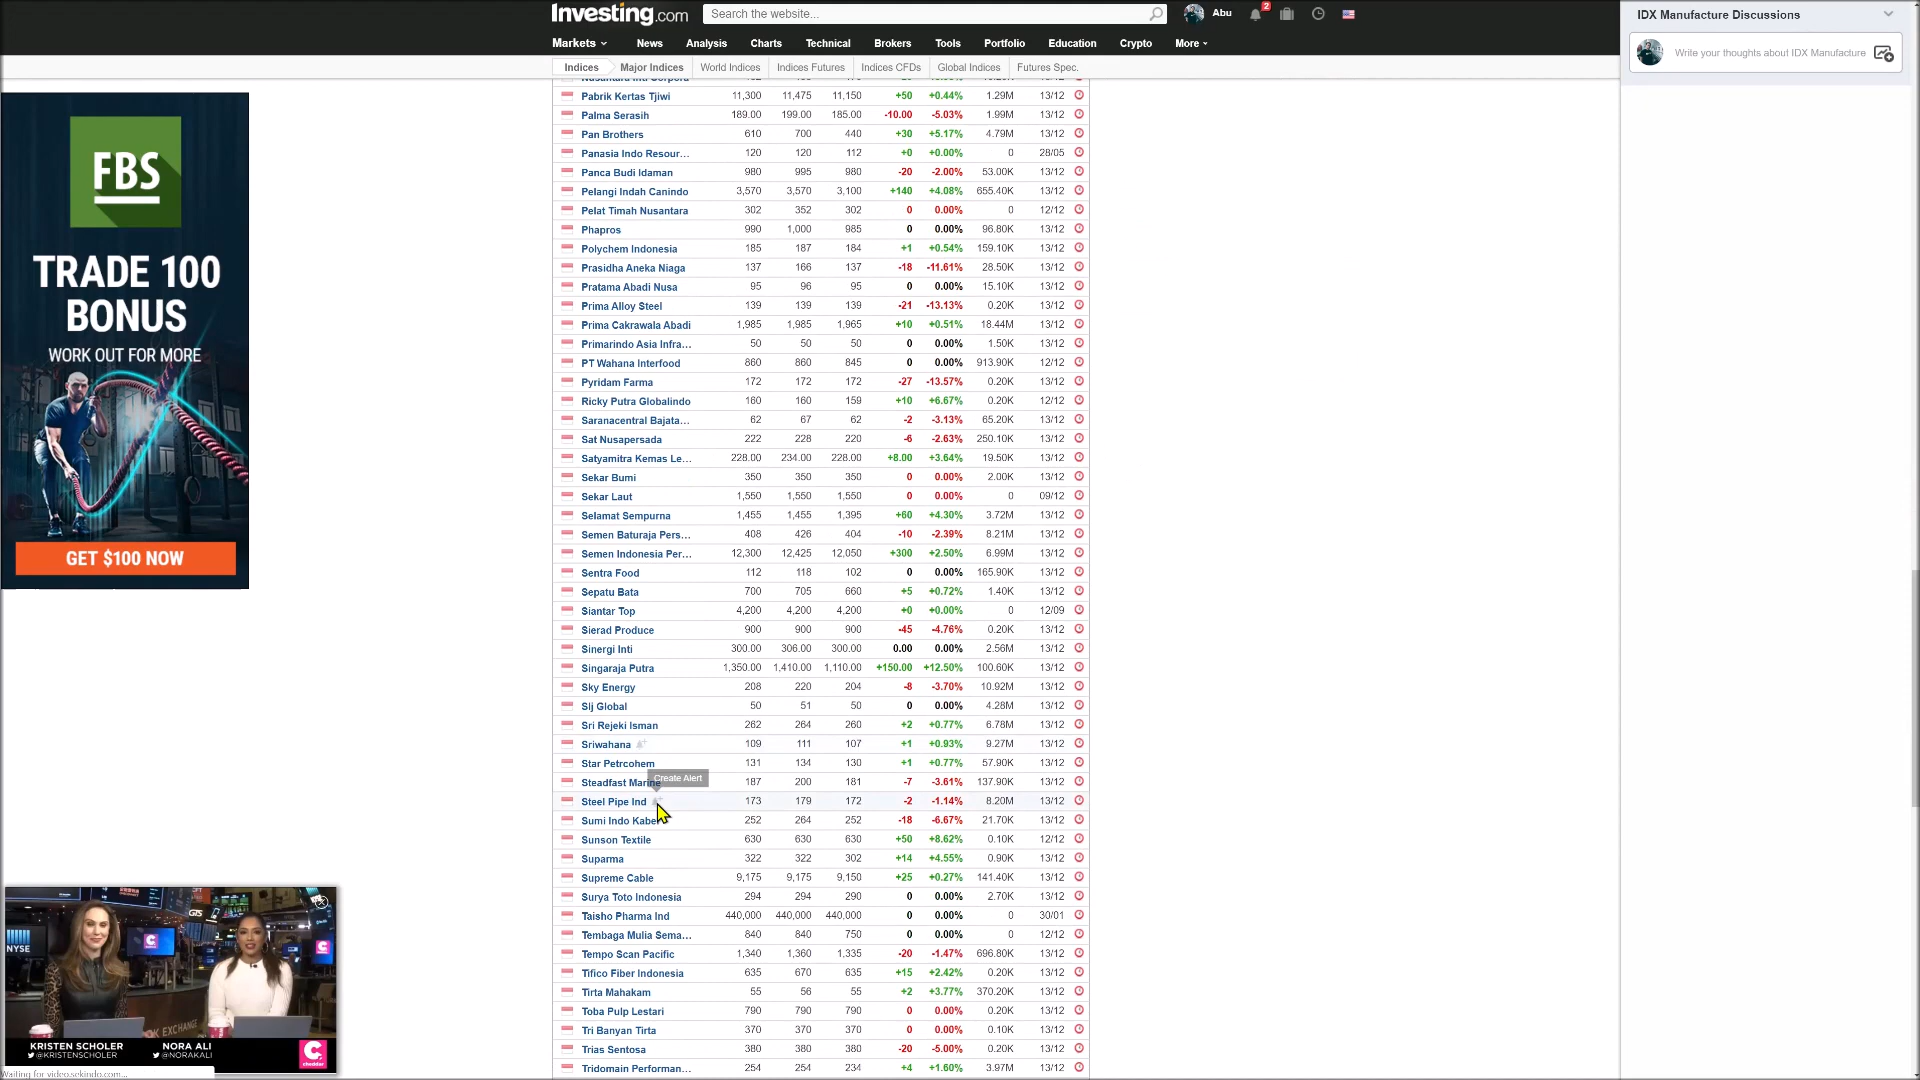 Investing.com
Search the website...
Abu
2
Markets News Analysis Charts Technical Brokers Tools Portfolio Education Crypto More
Indices Major Indices World Indices Indices Futures Indices CFDs Global Indices Futures Spec.
IDX Manufacture Discussions
Write your thoughts about IDX Manufacture
Pabrik Kertas Tjiwi 11,300 11,475 11,150 +50 +0.44% 1.29M 13/12
Palma Serasih 189.00 199.00 185.00 -10.00 -5.03% 1.99M 13/12
Pan Brothers 610 700 440 +30 +5.17% 4.79M 13/12
Panasia Indo Resour... 120 120 112 +0 +0.00% 0 28/05
Panca Budi Idaman 980 995 980 -20 -2.00% 53.00K 13/12
Pelangi Indah Canindo 3,570 3,570 3,100 +140 +4.08% 655.40K 13/12
Pelat Timah Nusantara 302 352 302 0 0.00% 0 12/12
Phapros 990 1,000 985 0 0.00% 96.80K 13/12
Polychem Indonesia 185 187 184 +1 +0.54% 159.10K 13/12
Prasidha Aneka Niaga 137 166 137 -18 -11.61% 28.50K 13/12
Pratama Abadi Nusa 95 96 95 0 0.00% 15.10K 13/12
Prima Alloy Steel 139 139 139 -21 -13.13% 0.20K 13/12
Prima Cakrawala Abadi 1,985 1,985 1,965 +10 +0.51% 18.44M 13/12
Primarindo Asia Infra... 50 50 50 0 0.00% 1.50K 13/12
PT Wahana Interfood 860 860 845 0 0.00% 913.90K 12/12
Pyridam Farma 172 172 172 -27 -13.57% 0.20K 13/12
Ricky Putra Globalindo 160 160 159 +10 +6.67% 0.20K 12/12
Saranacentral Bajata... 62 67 62 -2 -3.13% 65.20K 13/12
Sat Nusapersada 222 228 220 -6 -2.63% 250.10K 13/12
Satyamitra Kemas Le... 228.00 234.00 228.00 +8.00 +3.64% 19.50K 13/12
Sekar Bumi 350 350 350 0 0.00% 2.00K 13/12
Sekar Laut 1,550 1,550 1,550 0 0.00% 0 09/12
Selamat Sempurna 1,455 1,455 1,395 +60 +4.30% 3.72M 13/12
Semen Baturaja Pers... 408 426 404 -10 -2.39% 8.21M 13/12
Semen Indonesia Per... 12,300 12,425 12,050 +300 +2.50% 6.99M 13/12
Sentra Food 112 118 102 0 0.00% 165.90K 13/12
Sepatu Bata 700 705 660 +5 +0.72% 1.40K 13/12
Siantar Top 4,200 4,200 4,200 +0 +0.00% 0 12/09
Sierad Produce 900 900 900 -45 -4.76% 0.20K 13/12
Sinergi Inti 300.00 306.00 300.00 0.00 0.00% 2.56M 13/12
Singaraja Putra 1,350.00 1,410.00 1,110.00 +150.00 +12.50% 100.60K 13/12
Sky Energy 208 220 204 -8 -3.70% 10.92M 13/12
Slj Global 50 51 50 0 0.00% 4.28M 13/12
Sri Rejeki Isman 262 264 260 +2 +0.77% 6.78M 13/12
Sriwahana 109 111 107 +1 +0.93% 9.27M 13/12
Star Petrcohem 131 134 130 +1 +0.77% 57.90K 13/12
Create Alert
Steadfast Marine 187 200 181 -7 -3.61% 137.90K 13/12
Steel Pipe Ind 173 179 172 -2 -1.14% 8.20M 13/12
Sumi Indo Kabel 252 264 252 -18 -6.67% 21.70K 13/12
Sunson Textile 630 630 630 +50 +8.62% 0.10K 12/12
Suparma 322 322 302 +14 +4.55% 0.90K 13/12
Supreme Cable 9,175 9,175 9,150 +25 +0.27% 141.40K 13/12
Surya Toto Indonesia 294 294 290 0 0.00% 2.70K 13/12
Taisho Pharma Ind 440,000 440,000 440,000 0 0.00% 0 30/01
Tembaga Mulia Sema... 840 840 750 0 0.00% 0 12/12
Tempo Scan Pacific 1,340 1,360 1,335 -20 -1.47% 696.80K 13/12
Tifico Fiber Indonesia 635 670 635 +15 +2.42% 0.20K 13/12
Tirta Mahakam 55 56 55 +2 +3.77% 370.20K 13/12
Toba Pulp Lestari 790 790 790 0 0.00% 0.20K 13/12
Tri Banyan Tirta 370 370 370 0 0.00% 0.10K 13/12
Trias Sentosa 380 380 380 -20 -5.00% 0.20K 13/12
Tridomain Performan... 254 254 234 +4 +1.60% 3.97M 13/12
FBS
TRADE 100
BONUS
WORK OUT FOR MORE
GET $100 NOW
NYSE
GTS
KRISTEN SCHOLER NORA ALI
@KRISTENSCHOLER @NORAKALI
cheddar
Waiting for video.sekindo.com...